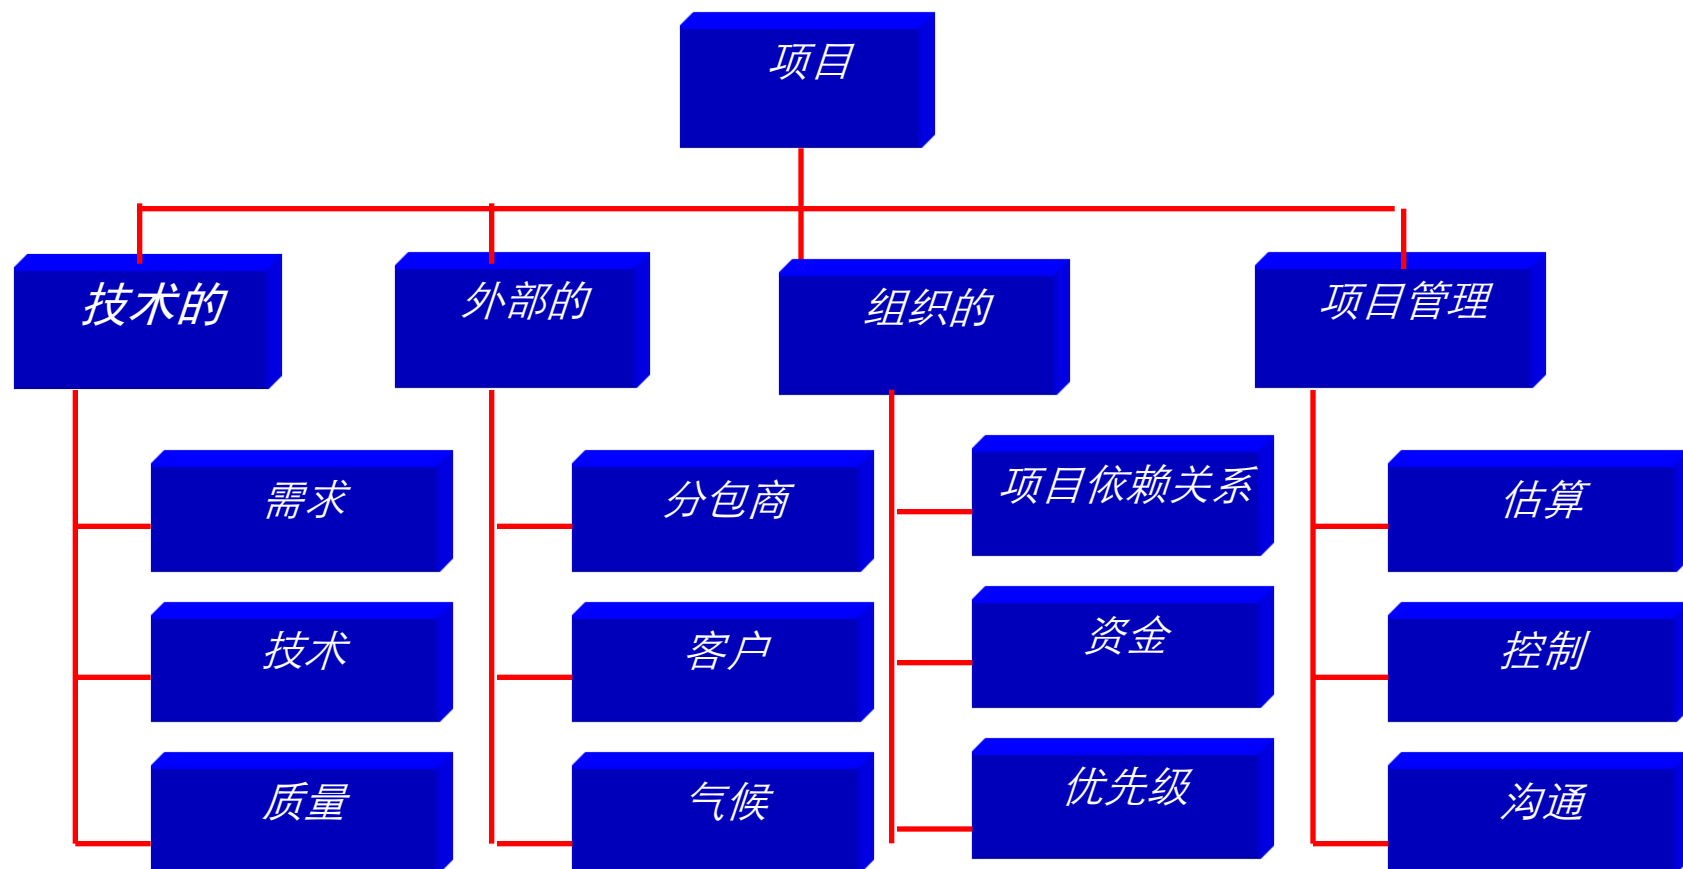 项目
技术的
外部的
组织的
项目管理
需求
分包商
项目依赖关系
估算
技术
客户
资金
控制
质量
气候
优先级
沟通